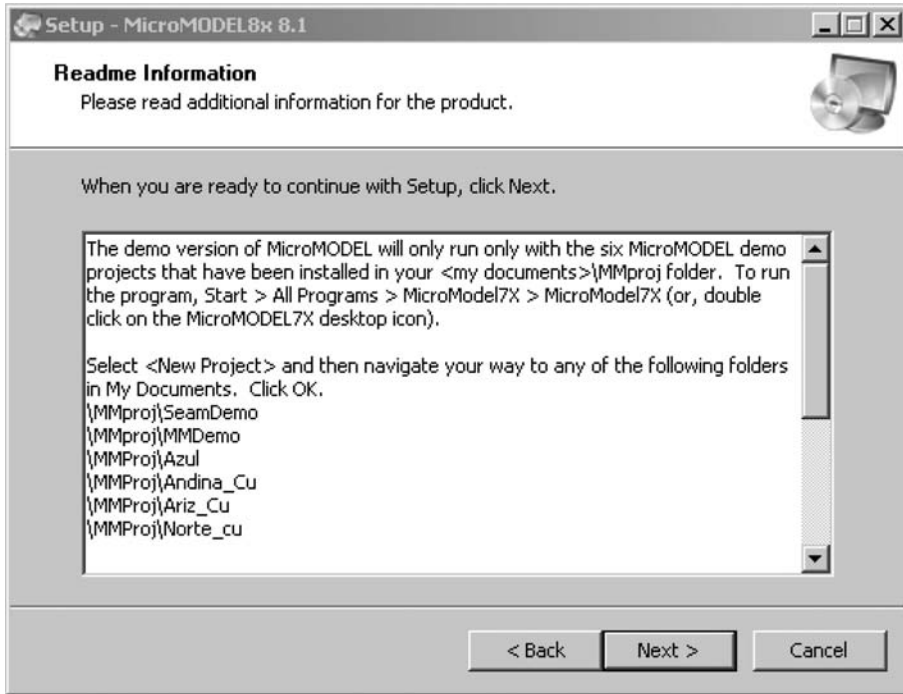 Setup - MicroMODEL8x 8.1
Readme Information
Please read additional information for the product.
When you are ready to continue with Setup, click Next.
The demo version of MicroMODEL will only run only with the six MicroMODEL demo
projects that have been installed in your <my documents>\MMproj folder.  To run
the program, Start > All Programs > MicroModel7X > MicroModel7X (or, double
click on the MicroMODEL7X desktop icon).
Select <New Project> and then navigate your way to any of the following folders
in My Documents.  Click OK.
\MMproj\SeamDemo
\MMproj\MMDemo
\MMProj\Azul
\MMProj\Andina_Cu
\MMProj\Ariz_Cu
\MMProj\Norte_cu
< Back
Next >
Cancel